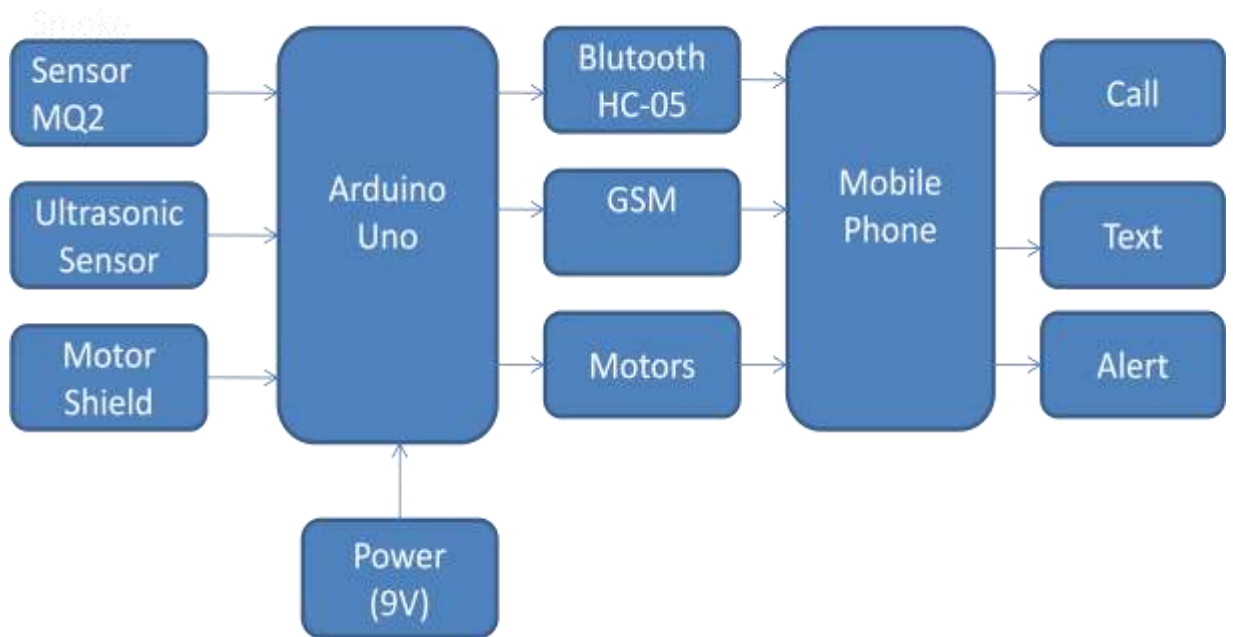 Smoke
Sensor
MQ2
Ultrasonic
Sensor
Motor
Shield
Arduino
Uno
Power
(9V)
Blutooth
HC-05
GSM
Motors
Mobile
Phone
Call
Text
Alert